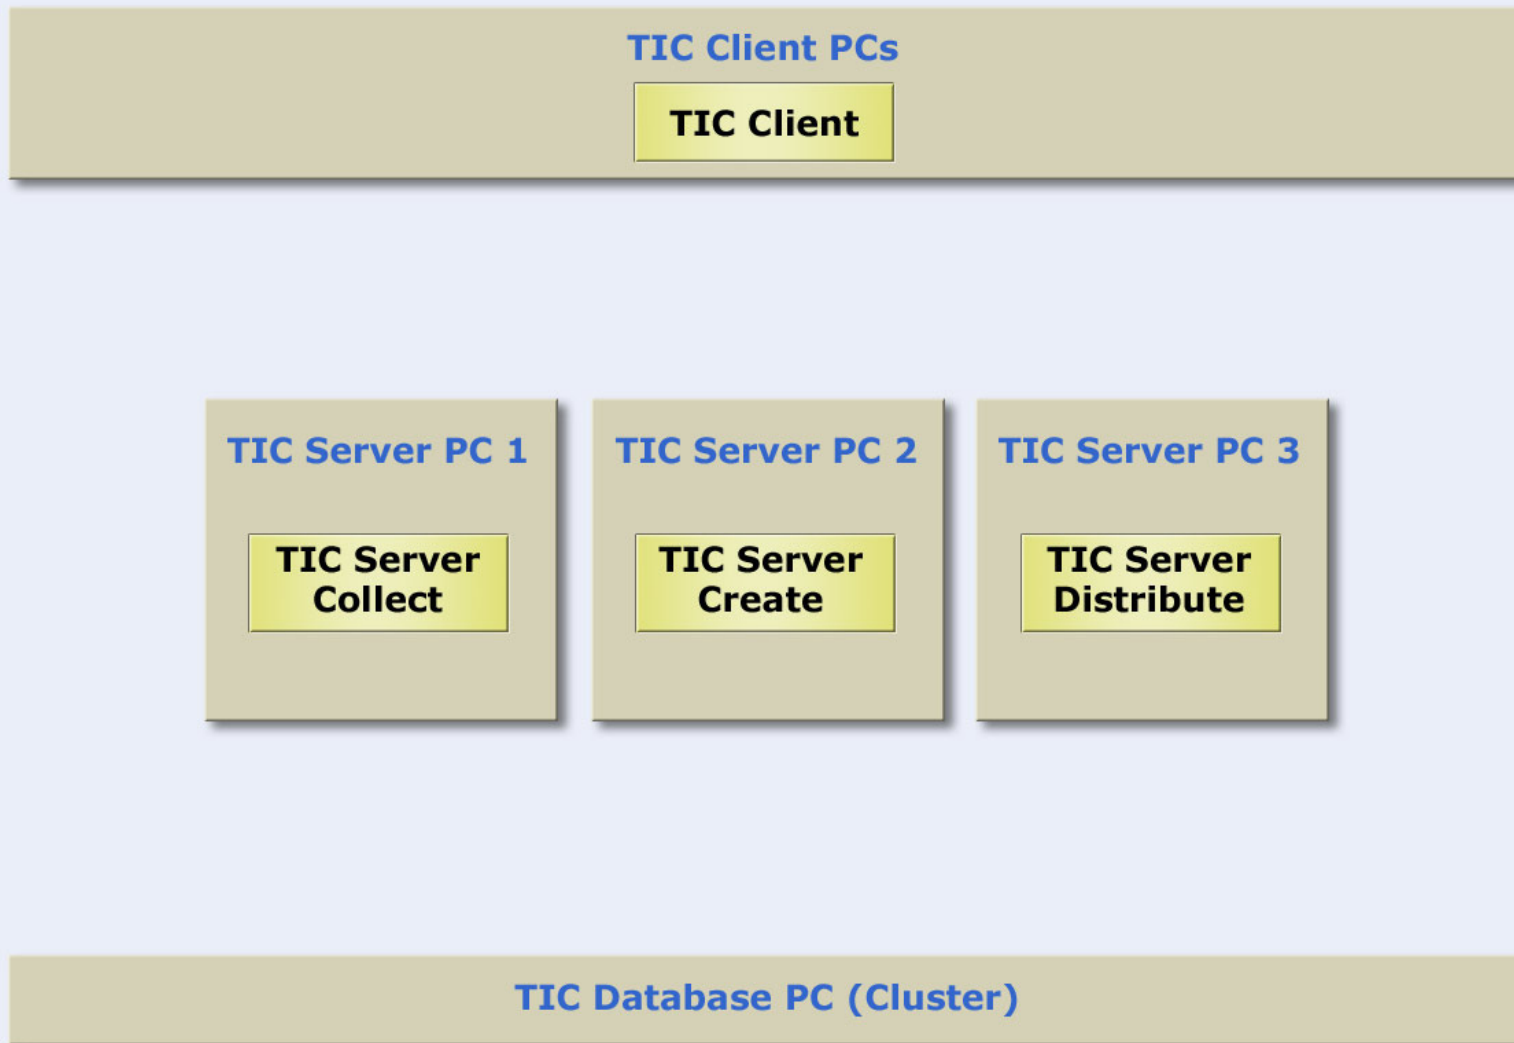 TIC Client PCs
TIC Client
TIC Server PC 1
TIC Server
Collect
TIC Server PC 2
TIC Server
Create
TIC Server PC 3
TIC Server
Distribute
TIC Database PC (Cluster)